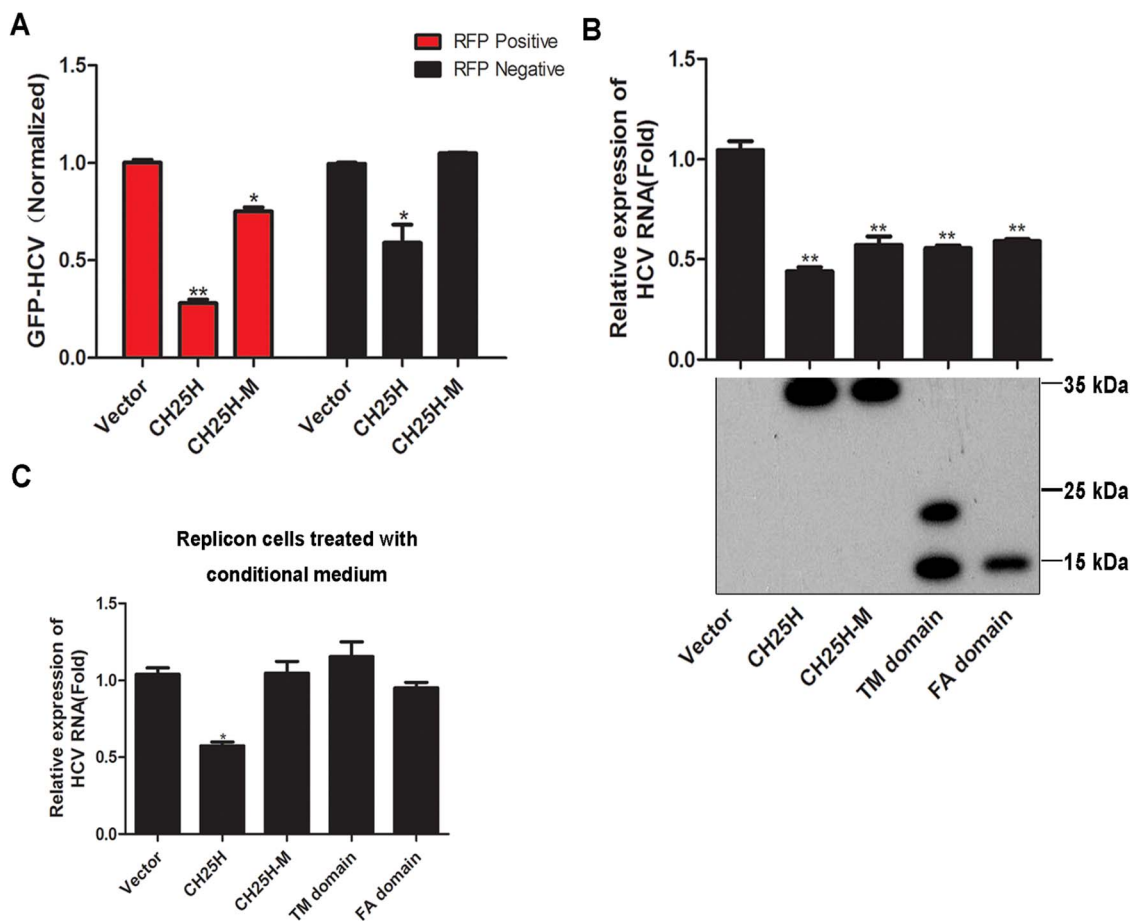 A
RFP Positive
RFP Negative
GFP-HCV (Normalized)
1.5
1.0
0.5
0.0
**
*
*
Vector
CH25H
CH25H-M
Vector
CH25H
CH25H-M
B
Relative expression of
HCV RNA(Fold)
1.5
1.0
0.5
0.0
**
**
**
**
35 kDa
25 kDa
15 kDa
Vector
CH25H
CH25H-M
TM domain
FA domain
C
Replicon cells treated with
conditional medium
Relative expression of
HCV RNA(Fold)
1.5
1.0
0.5
0.0
*
Vector
CH25H
CH25H-M
TM domain
FA domain